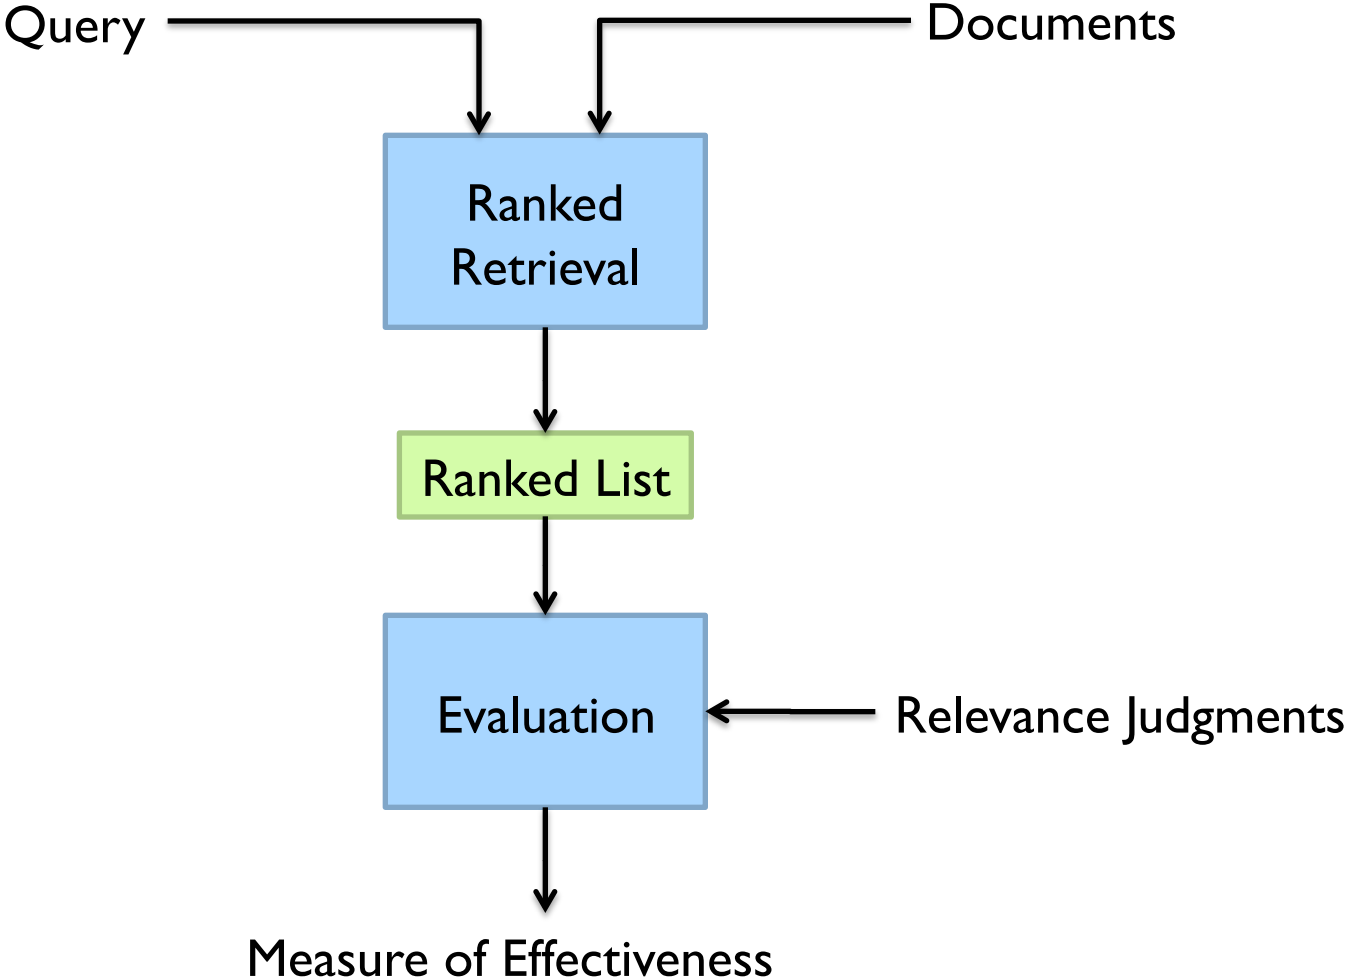 Query
Documents
Ranked
Retrieval
Ranked List
Evaluation
Relevance Judgments
Measure of Effectiveness